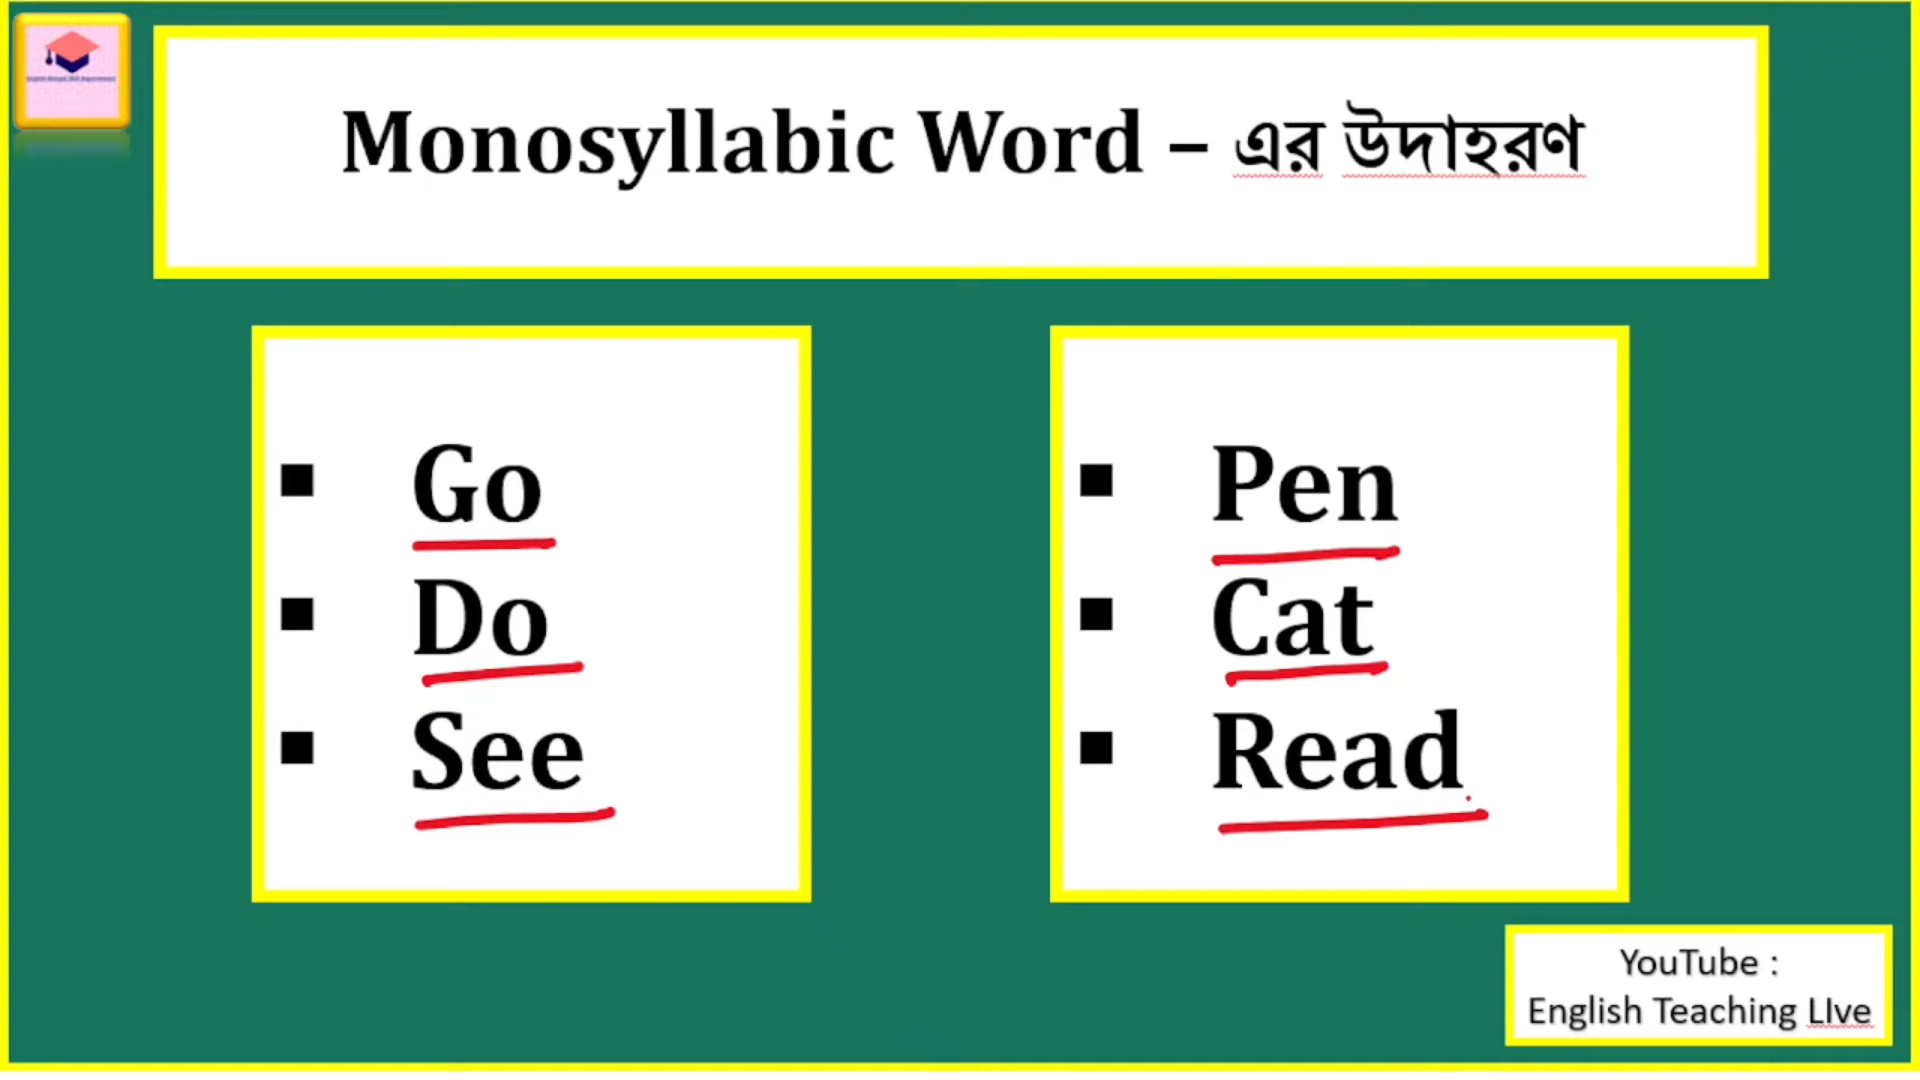 Monosyllabic Word – এর উদাহরণ
Go
Do
See
Pen
Cat
Read
YouTube :
English Teaching LIve